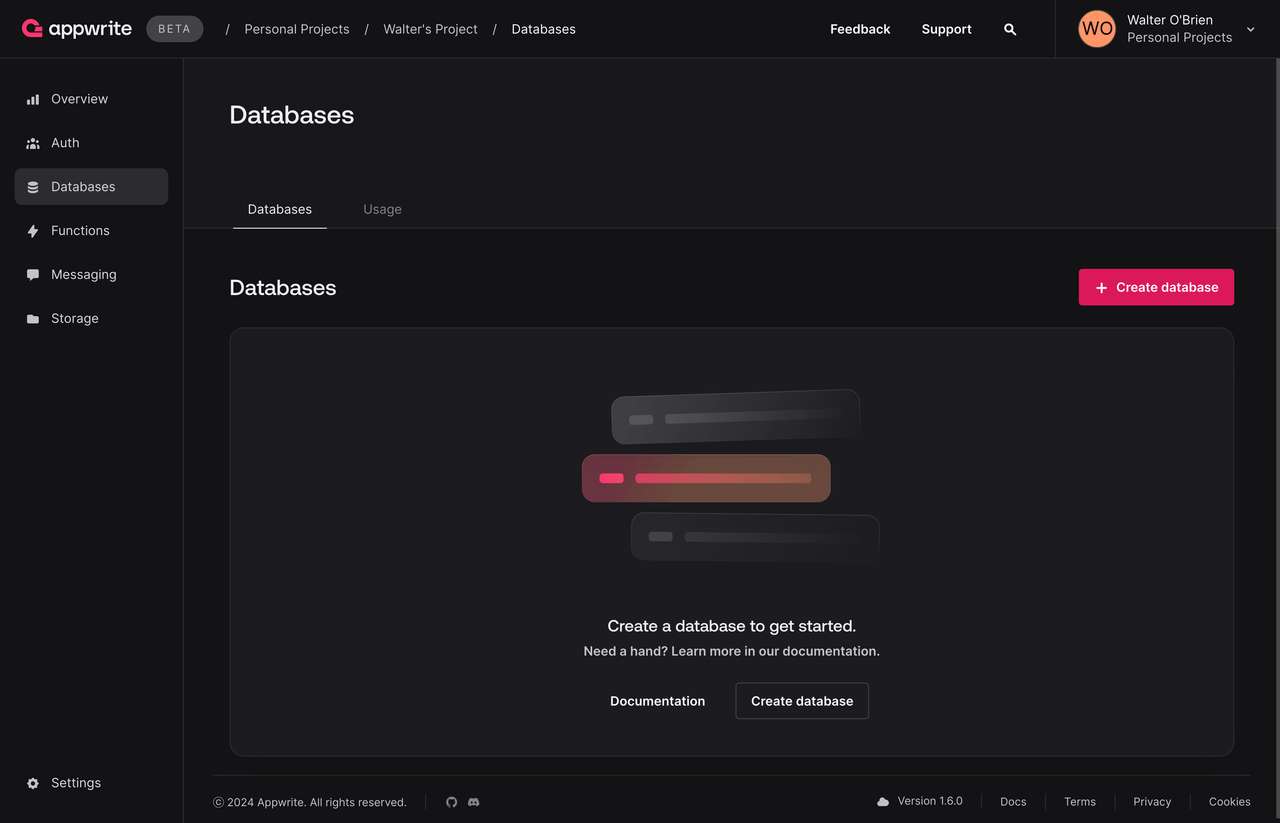 appwrite BETA / Personal Projects / Walter's Project / Databases Feedback Support WO Walter O'Brien
Personal Projects
Overview
Auth
Databases
Functions
Messaging
Storage
Settings
Databases
Databases Usage
Databases + Create database
Create a database to get started.
Need a hand? Learn more in our documentation.
Documentation Create database
© 2024 Appwrite. All rights reserved. Version 1.6.0 Docs Terms Privacy Cookies